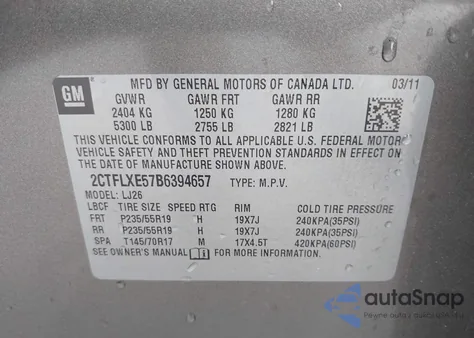 GM
MFD BY GENERAL MOTORS OF CANADA LTD. 03/11
GVWR GAWR FRT GAWR RR
2404 KG 1250 KG 1280 KG
5300 LB 2755 LB 2821 LB
THIS VEHICLE CONFORMS TO ALL APPLICABLE U.S. FEDERAL MOTOR
VEHICLE SAFETY AND THEFT PREVENTION STANDARDS IN EFFECT ON
THE DATE OF MANUFACTURE SHOWN ABOVE.
2CTFLXE57B6394657 TYPE: M.P.V.
MODEL: LJ26
LBCF TIRE SIZE SPEED RTG RIM COLD TIRE PRESSURE
FRT P235/55R19 H 19X7J 240KPA(35PSI)
RR P235/55R19 H 19X7J 240KPA(35PSI)
SPA T145/70R17 M 17X4.5T 420KPA(60PSI)
SEE OWNER'S MANUAL FOR MORE INFORMATION.
autoSnap